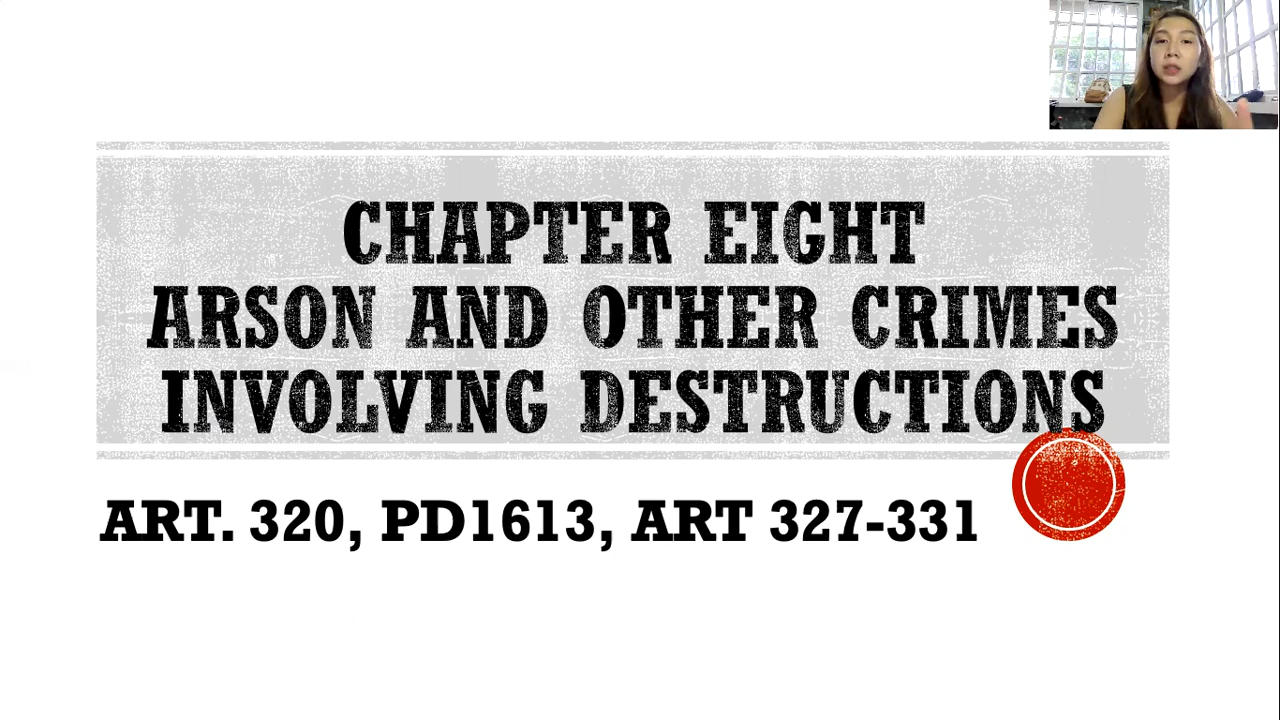 CHAPTER EIGHT
ARSON AND OTHER CRIMES
INVOLVING DESTRUCTIONS
ART. 320, PD1613, ART 327-331